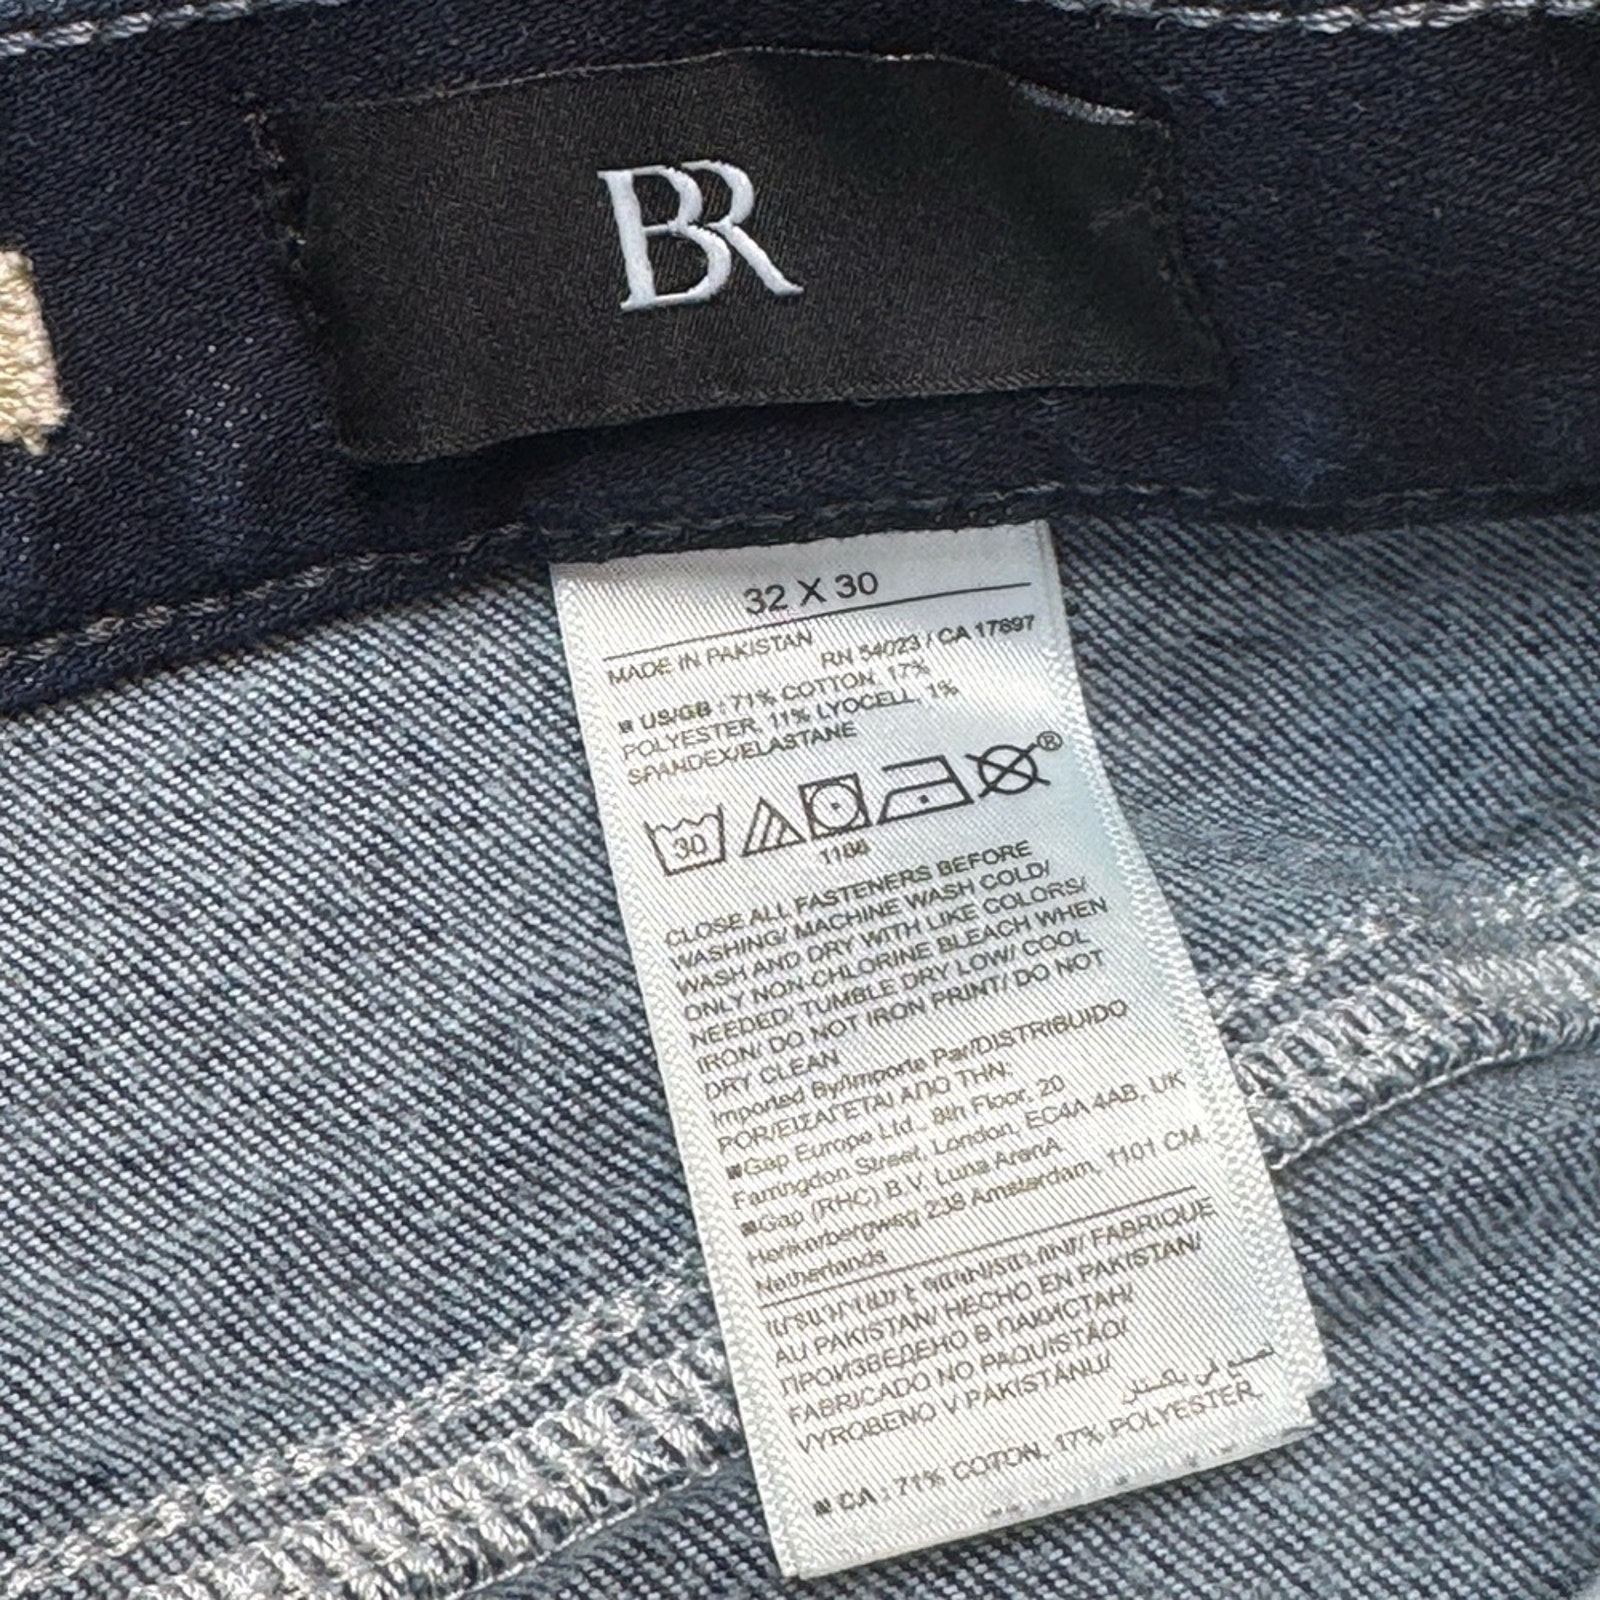 BR
32 X 30
MADE IN PAKISTAN
RN 54023 / CA 17897
US/GB : 71% COTTON, 17%
POLYESTER, 11% LYOCELL, 1%
SPANDEX/ELASTANE
®
30
CLOSE ALL FASTENERS BEFORE
WASHING/ MACHINE WASH COLD/
WASH AND DRY WITH LIKE COLORS/
ONLY NON-CHLORINE BLEACH WHEN
NEEDED/ TUMBLE DRY LOW/ COOL
IRON/ DO NOT IRON PRINT/ DO NOT
DRY CLEAN
Imported By/Importe Par/DISTRIBUIDO
POR/ΕΙΣΑΓΕΤΑΙ ΑΠΟ ΤΗΝ:
Gap Europe Ltd., 8th Floor, 20
Farringdon Street, London, EC4A 4AB, UK
Gap (RHC) B.V. Luna ArenA
238 Amsterdam, 1101 CM,
Netherlands
FABRIQUE
AU PAKISTAN/ HECHO EN PAKISTAN/
ПРОИЗВЕДЕНО В ПАКИСТАН/
FABRICADO NO PAQUISTÃO/
VYROBENO V PAKISTÁNU/
CA : 71% COTON, 17% POLYESTER,